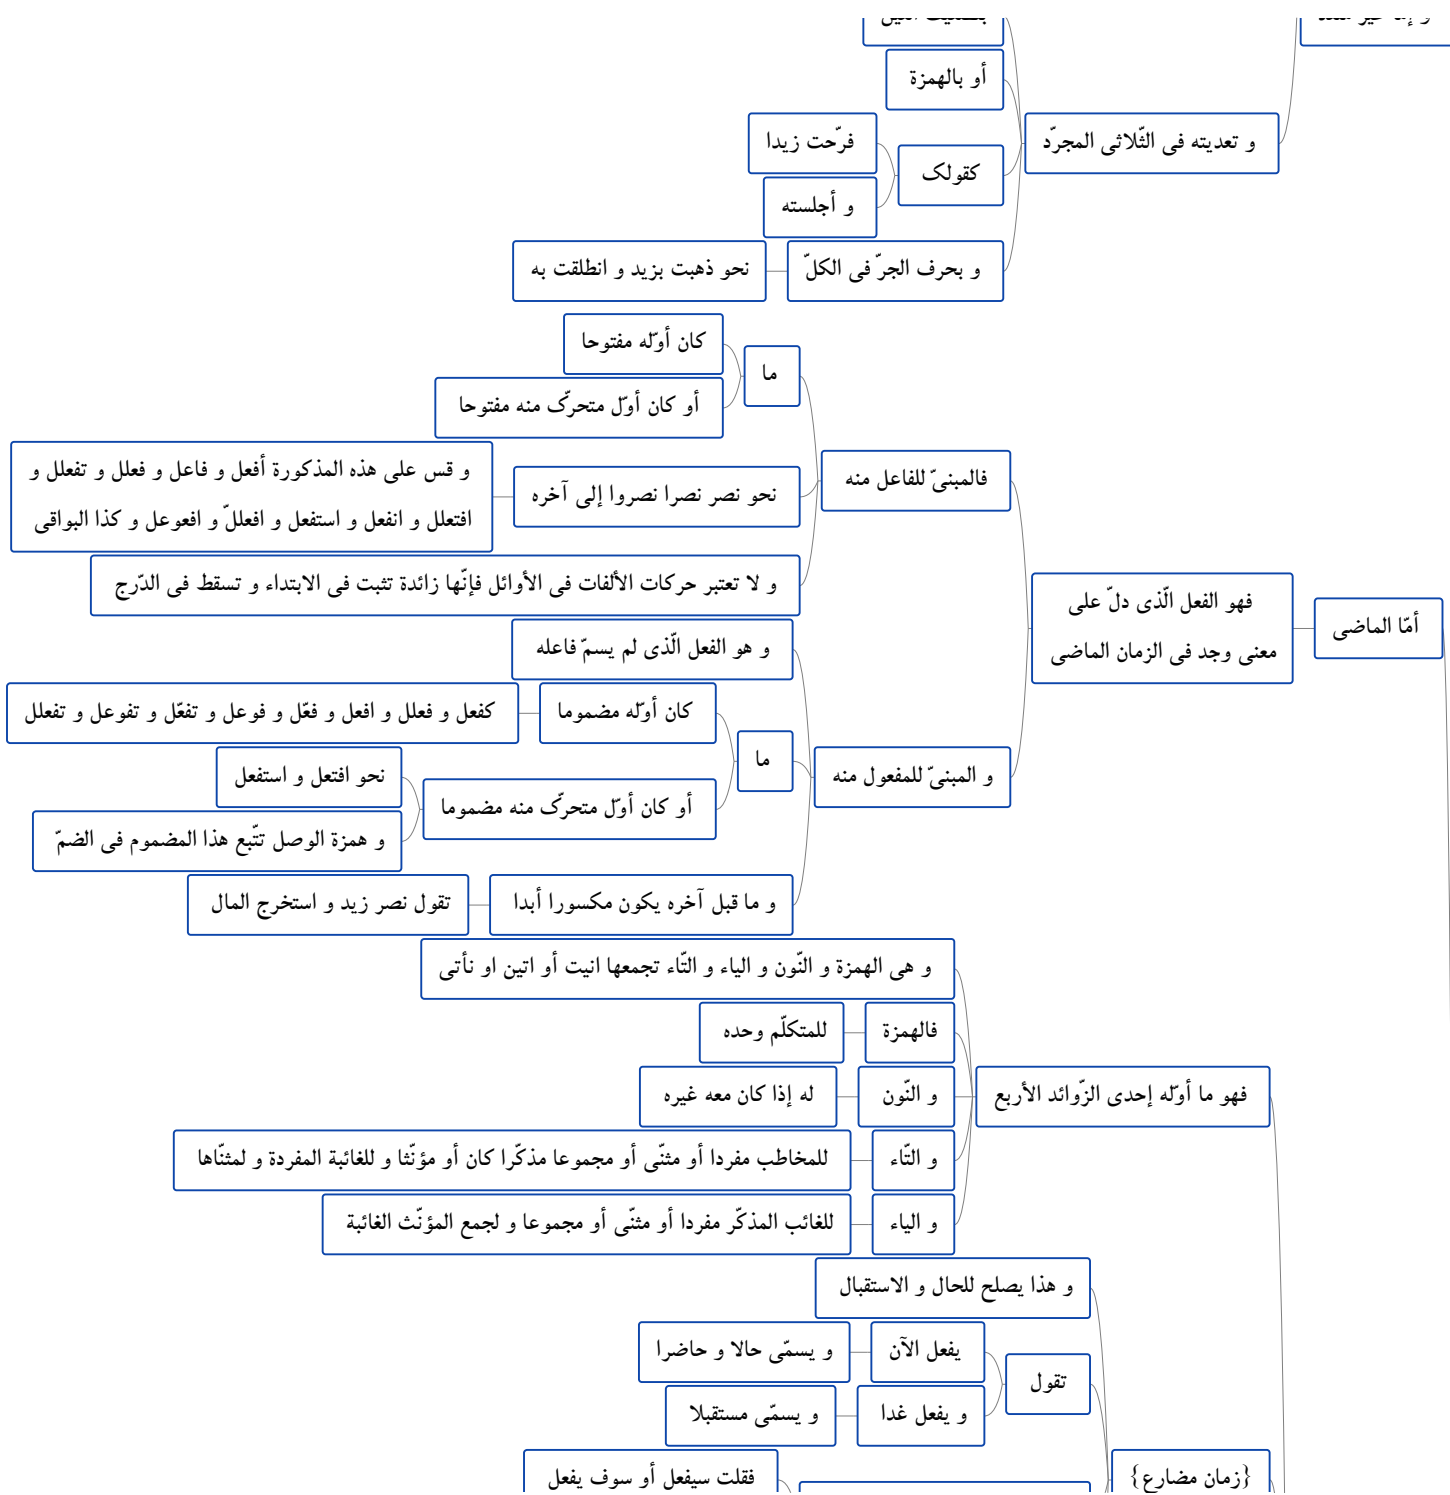 و تعديته فى الثّلاثى المجرّد
أو بالهمزة
كقولک
فرّحت زيدا
و أجلسته
و بحرف الجرّ فى الكلّ
نحو ذهبت بزيد و انطلقت به
أمّا الماضى
فهو الفعل الّذى دلّ على
معنى وجد فى الزمان الماضى
فالمبنىّ للفاعل منه
ما
كان أوّله مفتوحا
أو كان أوّل متحرّک منه مفتوحا
نحو نصر نصرا نصروا إلى آخره
و قس على هذه المذكورة أفعل و فاعل و فعلل و تفعلل و
افتعلل و انفعل و استفعل و افعللّ و افعوعل و كذا البواقى
و لا تعتبر حركات الألفات فى الأوائل فإنّها زائدة تثبت فى الابتداء و تسقط فى الدّرج
و المبنىّ للمفعول منه
و هو الفعل الّذى لم يسمّ فاعله
ما
كان أوّله مضموما
كفعل و فعلل و افعل و فعّل و فوعل و تفعّل و تفوعل و تفعلل
أو كان أوّل متحرّک منه مضموما
نحو افتعل و استفعل
و همزة الوصل تتّبع هذا المضموم فى الضمّ
و ما قبل آخره يكون مكسورا أبدا
تقول نصر زيد و استخرج المال
فهو ما أوّله إحدى الزّوائد الأربع
و هى الهمزة و النّون و الياء و التّاء تجمعها انيت أو اتين او نأتى
فالهمزة
للمتكلّم وحده
و النّون
له إذا كان معه غيره
و التّاء
للمخاطب مفردا أو مثنّى أو مجموعا مذكّرا كان أو مؤنّثا و للغائبة المفردة و لمثنّاها
و الياء
للغائب المذكّر مفردا أو مثنّى أو مجموعا و لجمع المؤنّث الغائبة
{زمان مضارع}
و هذا يصلح للحال و الاستقبال
تقول
يفعل الآن
و يسمّى حالا و حاضرا
و يفعل غدا
و يسمّى مستقبلا
فقلت سيفعل أو سوف يفعل